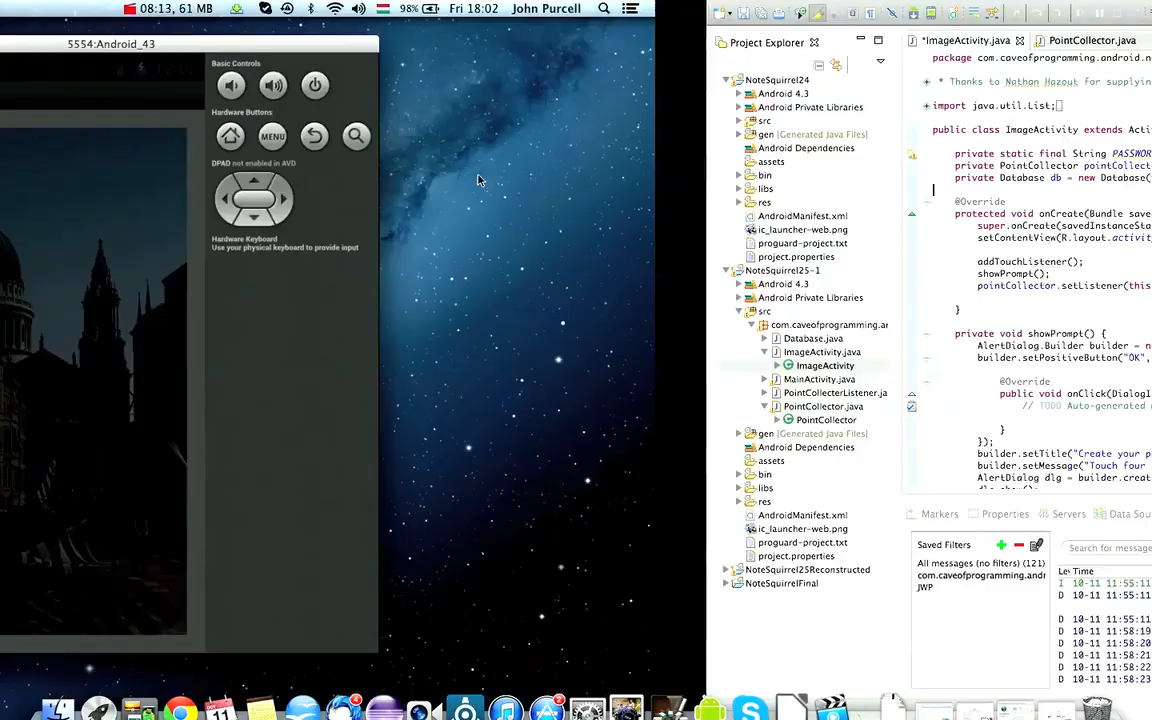 08:13, 61 MB
98%
Fri 18:02
John Purcell
5554:Android_43
Basic Controls
Hardware Buttons
MENU
DPAD not enabled in AVD
Hardware Keyboard
Use your physical keyboard to provide input
Project Explorer
NoteSquirrel24
Android 4.3
Android Private Libraries
src
gen [Generated Java Files]
Android Dependencies
assets
bin
libs
res
AndroidManifest.xml
ic_launcher-web.png
proguard-project.txt
project.properties
NoteSquirrel25-1
Android 4.3
Android Private Libraries
src
com.caveofprogramming.ar
Database.java
ImageActivity.java
ImageActivity
MainActivity.java
PointCollecterListener.ja
PointCollector.java
PointCollector
gen [Generated Java Files]
Android Dependencies
assets
bin
libs
res
AndroidManifest.xml
ic_launcher-web.png
proguard-project.txt
project.properties
NoteSquirrel25Reconstructed
NoteSquirrelFinal
*ImageActivity.java
PointCollector.java
package com.caveofprogramming.android.no
* Thanks to Nathan Hazout for supplying
import java.util.List;
public class ImageActivity extends Acti
private static final String PASSWOR
private PointCollector pointCollect
private Database db = new Database(
@Override
protected void onCreate(Bundle save
super.onCreate(savedInstanceSta
setContentView(R.layout.activit
addTouchListener();
showPrompt();
pointCollector.setListener(this
}
private void showPrompt() {
AlertDialog.Builder builder = n
builder.setPositiveButton("OK",
@Override
public void onClick(DialogI
// TODO Auto-generated m
}
});
builder.setTitle("Create your p
builder.setMessage("Touch four
AlertDialog dlg = builder.creat
Markers
Properties
Servers
Data Sou
Saved Filters
All messages (no filters) (121)
com.caveofprogramming.andr
JWP
Search for message
Time
I 10-11 11:55:11
D 10-11 11:55:11
D 10-11 11:55:11
D 10-11 11:58:19
D 10-11 11:58:20
D 10-11 11:58:21
D 10-11 11:58:22
D 10-11 11:58:23
OCT
11
4
2